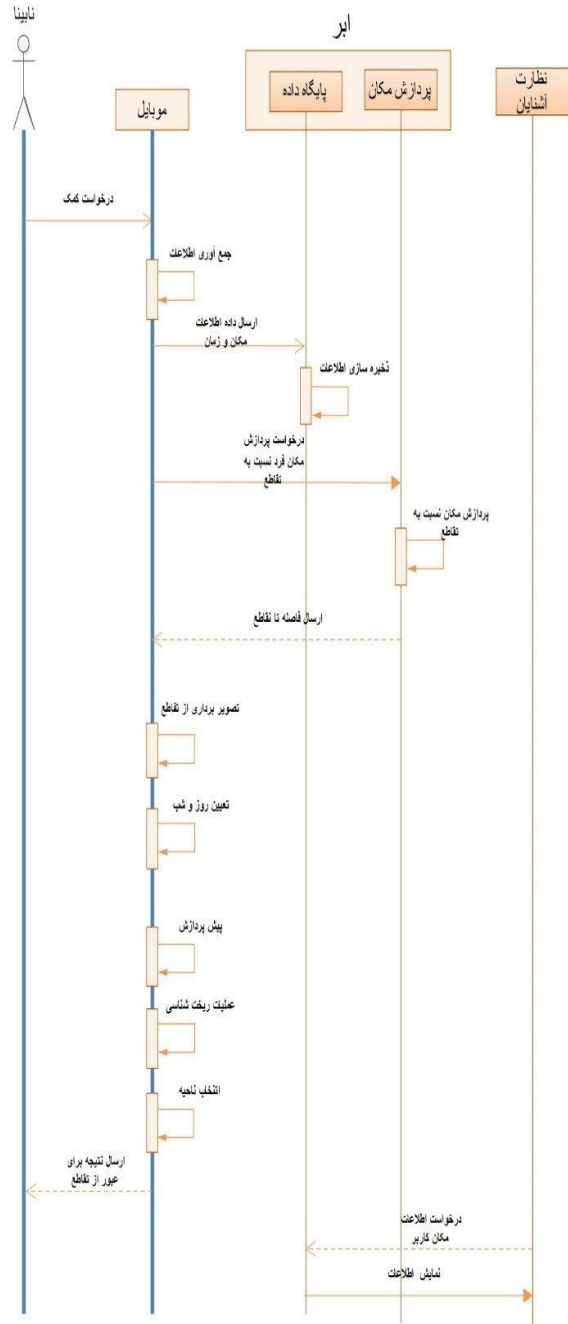 نابینا
ابر
موبایل
پایگاه داده
پردازش مکان
نظارت
آشنایان
درخواست کمک
جمع آوری اطلاعات
ارسال داده اطلاعات
مکان و زمان
ذخیره سازی اطلاعات
درخواست پردازش
مکان فرد نسبت به
تقاطع
پردازش مکان نسبت به
تقاطع
ارسال فاصله تا تقاطع
تصویر برداری از تقاطع
تعیین روز و شب
پیش پردازش
عملیات ریخت شناسی
انتخاب ناحیه
ارسال نتیجه برای
عبور از تقاطع
درخواست اطلاعات
مکان کاربر
نمایش اطلاعات